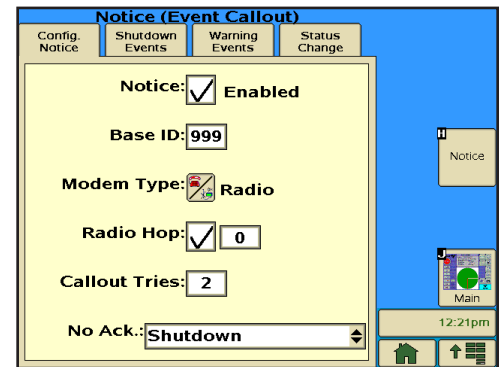 Notice (Event Callout)
Config. Notice
Shutdown Events
Warning Events
Status Change
Notice: Enabled
Base ID: 999
Modem Type: Radio
Radio Hop: 0
Callout Tries: 2
No Ack.: Shutdown
I
Notice
J
Main
12:21pm